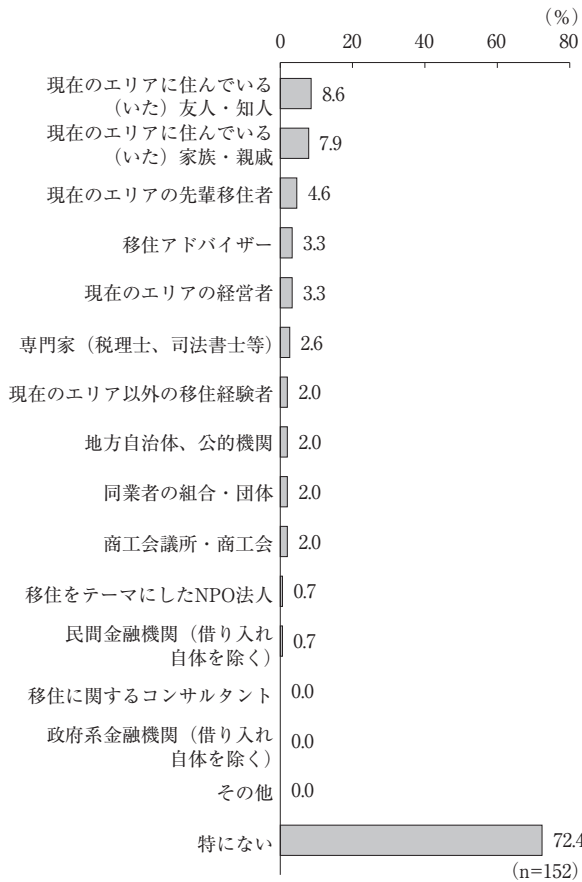 (%)
0 20 40 60 80
現在のエリアに住んでいる
(いた)友人・知人
8.6
現在のエリアに住んでいる
(いた)家族・親戚
7.9
現在のエリアの先輩移住者 4.6
移住アドバイザー 3.3
現在のエリアの経営者 3.3
専門家(税理士、司法書士等) 2.6
現在のエリア以外の移住経験者 2.0
地方自治体、公的機関 2.0
同業者の組合・団体 2.0
商工会議所・商工会 2.0
移住をテーマにしたNPO法人 0.7
民間金融機関(借り入れ
自体を除く)
0.7
移住に関するコンサルタント 0.0
政府系金融機関(借り入れ
自体を除く)
0.0
その他 0.0
特にない 72.4
(n=152)